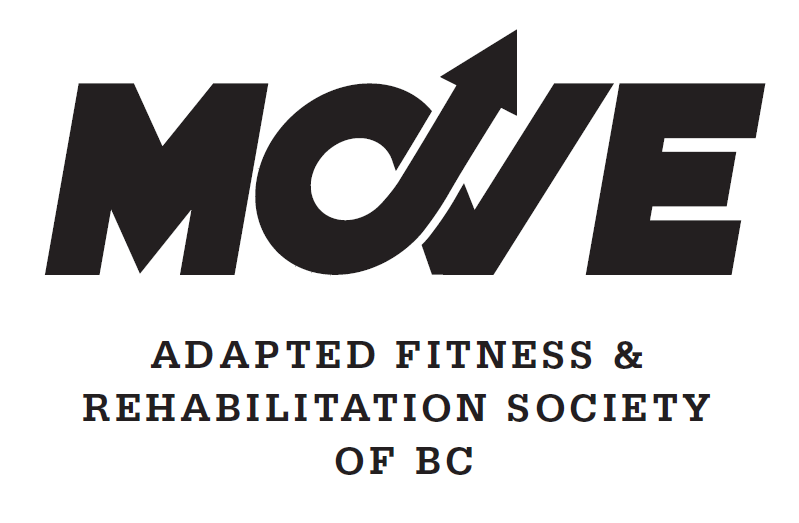 MOVE
ADAPTED FITNESS &
REHABILITATION SOCIETY
OF BC